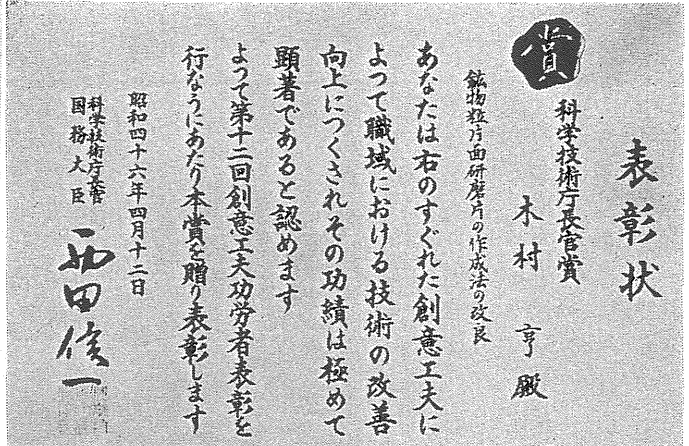 表彰状
賞
科学技術庁長官賞
木村 亨 殿
鉱物粒片面研磨片の作成法の改良
あなたは右のすぐれた創意工夫に
よつて職域における技術の改善
向上につくされその功績は極めて
顕著であると認めます
よつて第十二回創意工夫功労者表彰を
行なうにあたり本賞を贈り表彰します
昭和四十六年四月十二日
科学技術庁長官
国務大臣 西田信一